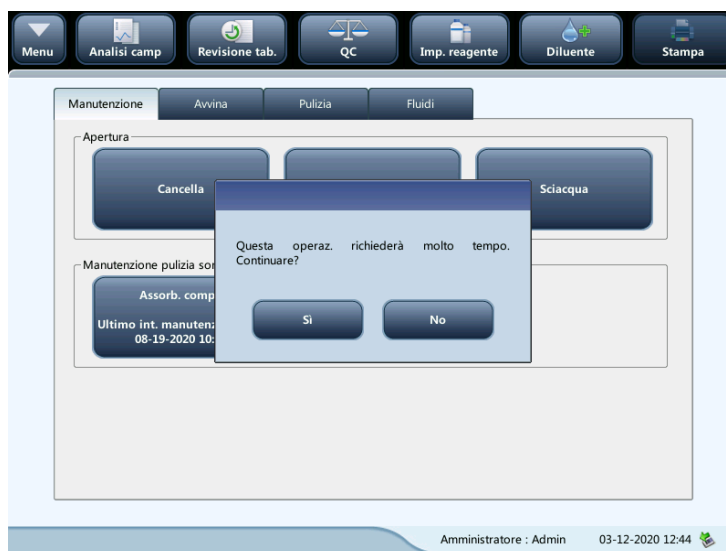 Menu
Analisi camp
Revisione tab.
QC
Imp. reagente
Diluente
Stampa
Manutenzione
Avvina
Pulizia
Fluidi
Apertura
Cancella
Sciacqua
Questa operaz. richiederà molto tempo.
Continuare?
Sì
No
Manutenzione pulizia son
Assorb. comp
Ultimo int. manutenz
08-19-2020 10:
Amministratore : Admin
03-12-2020 12:44